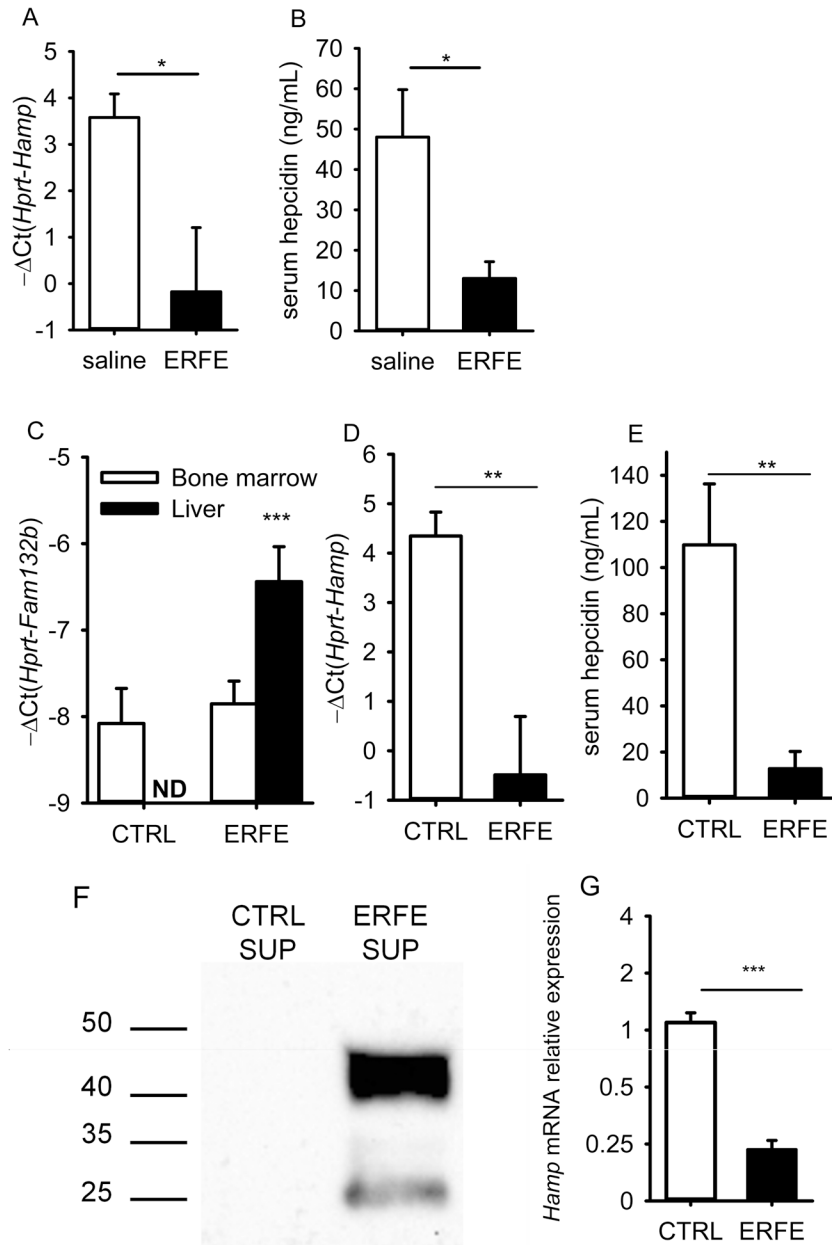 A
−ΔCt(Hprt-Hamp)
5
4
3
2
1
0
-1
*
saline ERFE
B
serum hepcidin (ng/mL)
70
60
50
40
30
20
10
0
*
saline ERFE
C
−ΔCt(Hprt-Fam132b)
-5
-6
-7
-8
-9
Bone marrow
Liver
***
ND
CTRL ERFE
D
−ΔCt(Hprt-Hamp)
6
5
4
3
2
1
0
-1
**
CTRL ERFE
E
serum hepcidin (ng/mL)
140
120
100
80
60
40
20
0
**
CTRL ERFE
F
CTRL ERFE
SUP SUP
50
40
35
25
G
Hamp mRNA relative expression
4
2
1
0.5
0.25
0
***
CTRL ERFE